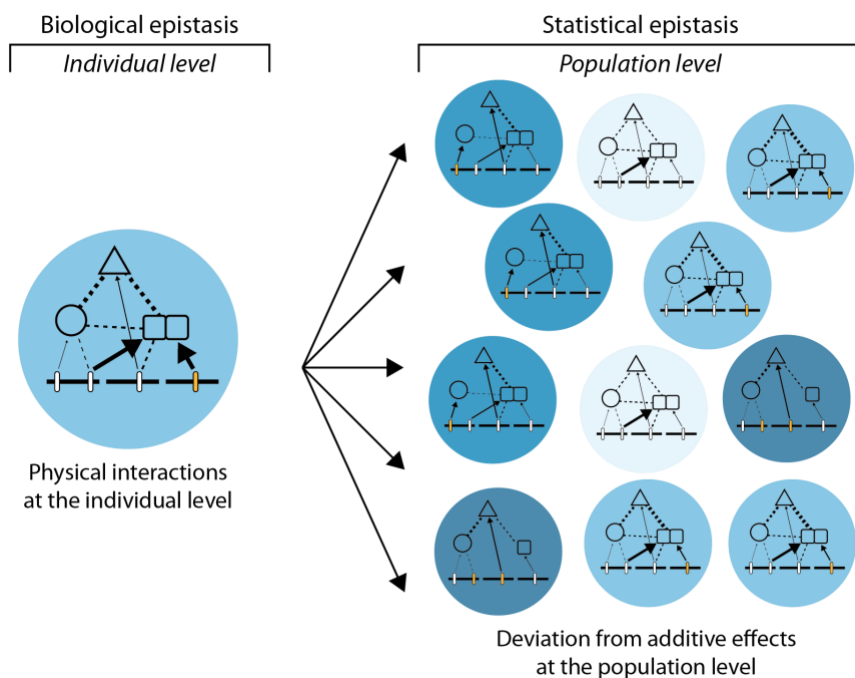 Biological epistasis
Individual level
Physical interactions
at the individual level
Statistical epistasis
Population level
Deviation from additive effects
at the population level